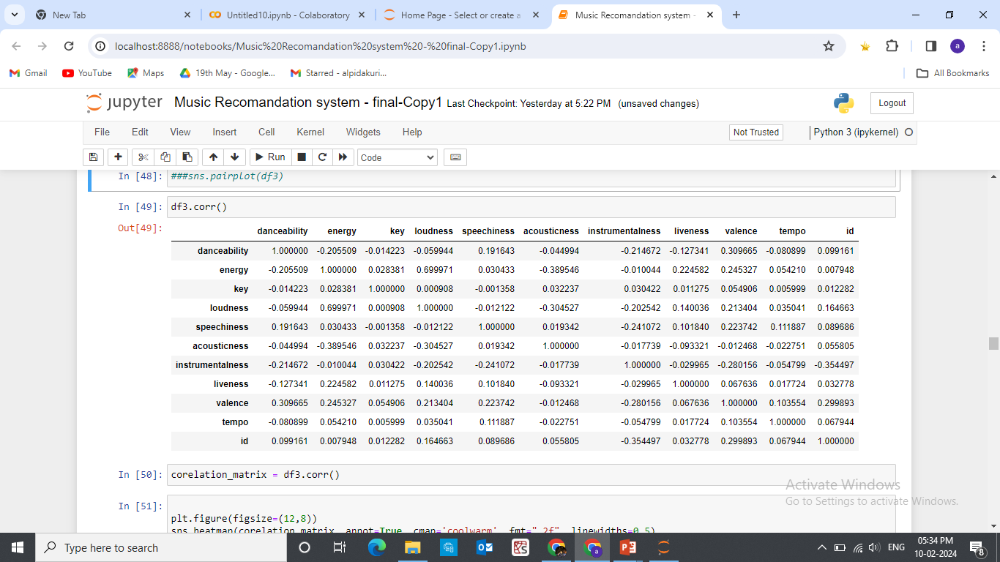 New Tab
Untitled10.ipynb - Colaboratory
Home Page - Select or create a
Music Recomandation system -
localhost:8888/notebooks/Music%20Recomandation%20system%20-%20final-Copy1.ipynb
a
Gmail
YouTube
Maps
19th May - Google...
Starred - alpidakuri...
All Bookmarks
jupyter Music Recomandation system - final-Copy1 Last Checkpoint: Yesterday at 5:22 PM (unsaved changes)
Logout
File Edit View Insert Cell Kernel Widgets Help
Not Trusted
Python 3 (ipykernel)
Run
Code
In [48]: ###sns.pairplot(df3)
In [49]: df3.corr()
Out[49]:
danceability energy key loudness speechiness acousticness instrumentalness liveness valence tempo id
danceability 1.000000 -0.205509 -0.014223 -0.059944 0.191643 -0.044994 -0.214672 -0.127341 0.309665 -0.080899 0.099161
energy -0.205509 1.000000 0.028381 0.699971 0.030433 -0.389546 -0.010044 0.224582 0.245327 0.054210 0.007948
key -0.014223 0.028381 1.000000 0.000908 -0.001358 0.032237 0.030422 0.011275 0.054906 0.005999 0.012282
loudness -0.059944 0.699971 0.000908 1.000000 -0.012122 -0.304527 -0.202542 0.140036 0.213404 0.035041 0.164663
speechiness 0.191643 0.030433 -0.001358 -0.012122 1.000000 0.019342 -0.241072 0.101840 0.223742 0.111887 0.089686
acousticness -0.044994 -0.389546 0.032237 -0.304527 0.019342 1.000000 -0.017739 -0.093321 -0.012468 -0.022751 0.055805
instrumentalness -0.214672 -0.010044 0.030422 -0.202542 -0.241072 -0.017739 1.000000 -0.029965 -0.280156 -0.054799 -0.354497
liveness -0.127341 0.224582 0.011275 0.140036 0.101840 -0.093321 -0.029965 1.000000 0.067636 0.017724 0.032778
valence 0.309665 0.245327 0.054906 0.213404 0.223742 -0.012468 -0.280156 0.067636 1.000000 0.103554 0.299893
tempo -0.080899 0.054210 0.005999 0.035041 0.111887 -0.022751 -0.054799 0.017724 0.103554 1.000000 0.067944
id 0.099161 0.007948 0.012282 0.164663 0.089686 0.055805 -0.354497 0.032778 0.299893 0.067944 1.000000
In [50]: corelation_matrix = df3.corr()
Activate Windows
Go to Settings to activate Windows.
In [51]:
plt.figure(figsize=(12,8))
sns.heatmap(corelation_matrix, annot=True, cmap='coolwarm', fmt=".2f", linewidths=0.5)
Type here to search
ENG
05:34 PM
10-02-2024
8